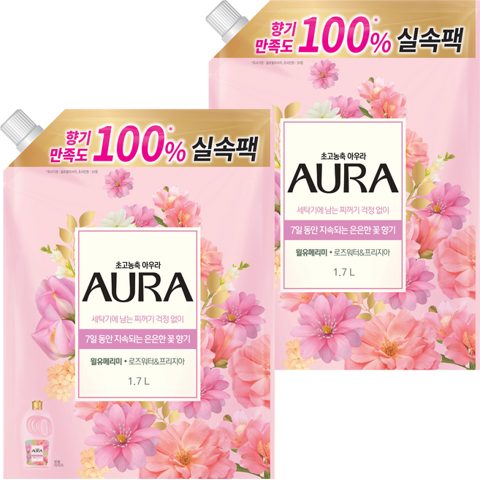 향기
만족도 100% 실속팩
초고농축 아우라
AURA
세탁기에 남는 찌꺼기 걱정 없이
7일 동안 지속되는 은은한 꽃 향기
윌유메리미 • 로즈워터&프리지아
1.7 L
향기
만족도 100%* 실속팩
초고농축 아우라
AURA
세탁기에 남는 찌꺼기 걱정 없이
7일 동안 지속되는 은은한 꽃 향기
윌유메리미 • 로즈워터&프리지아
1.7 L
AURA